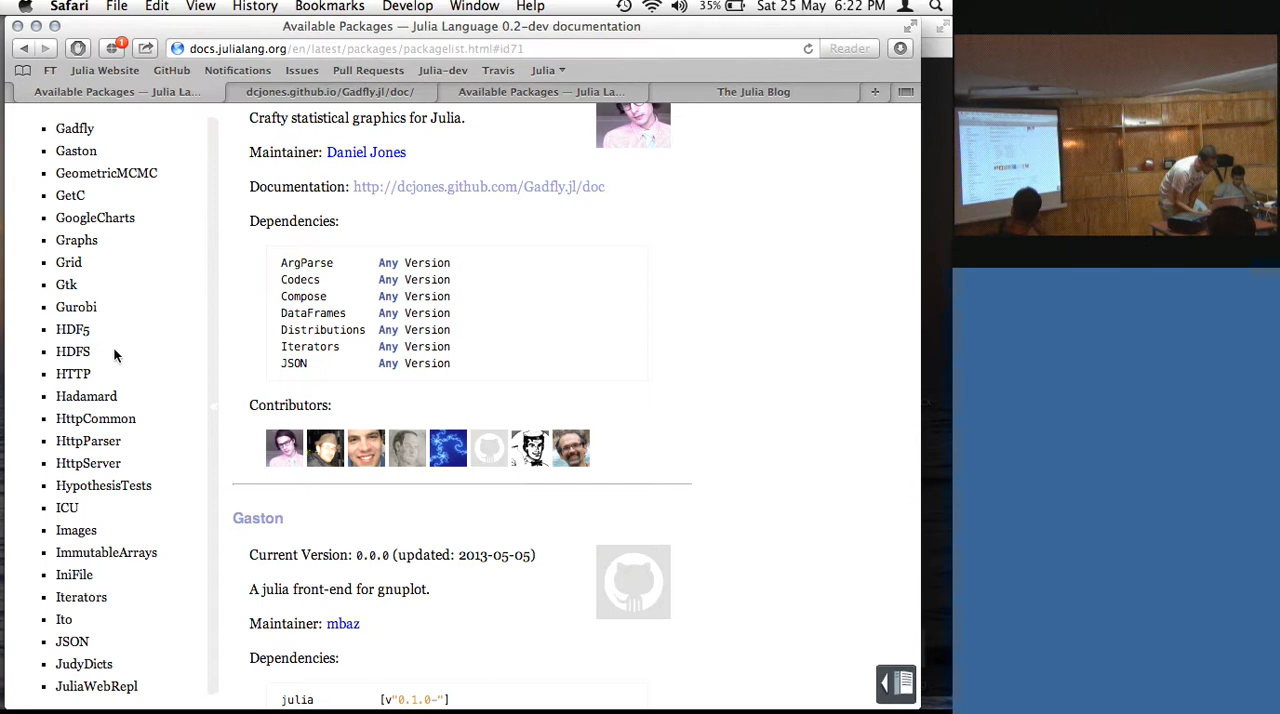 Safari File Edit View History Bookmarks Develop Window Help 35% Sat 25 May 6:22 PM
Available Packages — Julia Language 0.2-dev documentation
1
docs.julialang.org/en/latest/packages/packagelist.html#id71
Reader
FT Julia Website GitHub Notifications Issues Pull Requests Julia-dev Travis Julia
Available Packages — Julia La... dcjones.github.io/Gadfly.jl/doc/ Available Packages — Julia La... The Julia Blog
Gadfly
Gaston
GeometricMCMC
GetC
GoogleCharts
Graphs
Grid
Gtk
Gurobi
HDF5
HDFS
HTTP
Hadamard
HttpCommon
HttpParser
HttpServer
HypothesisTests
ICU
Images
ImmutableArrays
IniFile
Iterators
Ito
JSON
JudyDicts
JuliaWebRepl
Crafty statistical graphics for Julia.
Maintainer: Daniel Jones
Documentation: http://dcjones.github.com/Gadfly.jl/doc
Dependencies:
ArgParse Any Version
Codecs Any Version
Compose Any Version
DataFrames Any Version
Distributions Any Version
Iterators Any Version
JSON Any Version
Contributors:
Gaston
Current Version: 0.0.0 (updated: 2013-05-05)
A julia front-end for gnuplot.
Maintainer: mbaz
Dependencies:
julia [v"0.1.0-"]